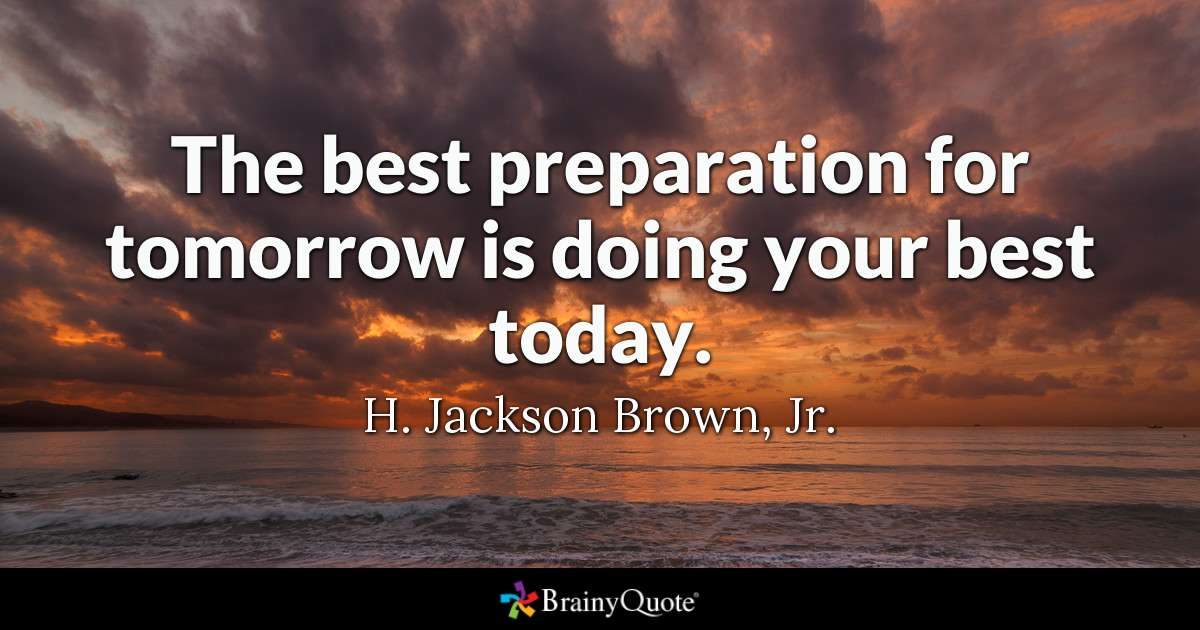 The best preparation for
tomorrow is doing your best
today.
H. Jackson Brown, Jr.
BrainyQuote®